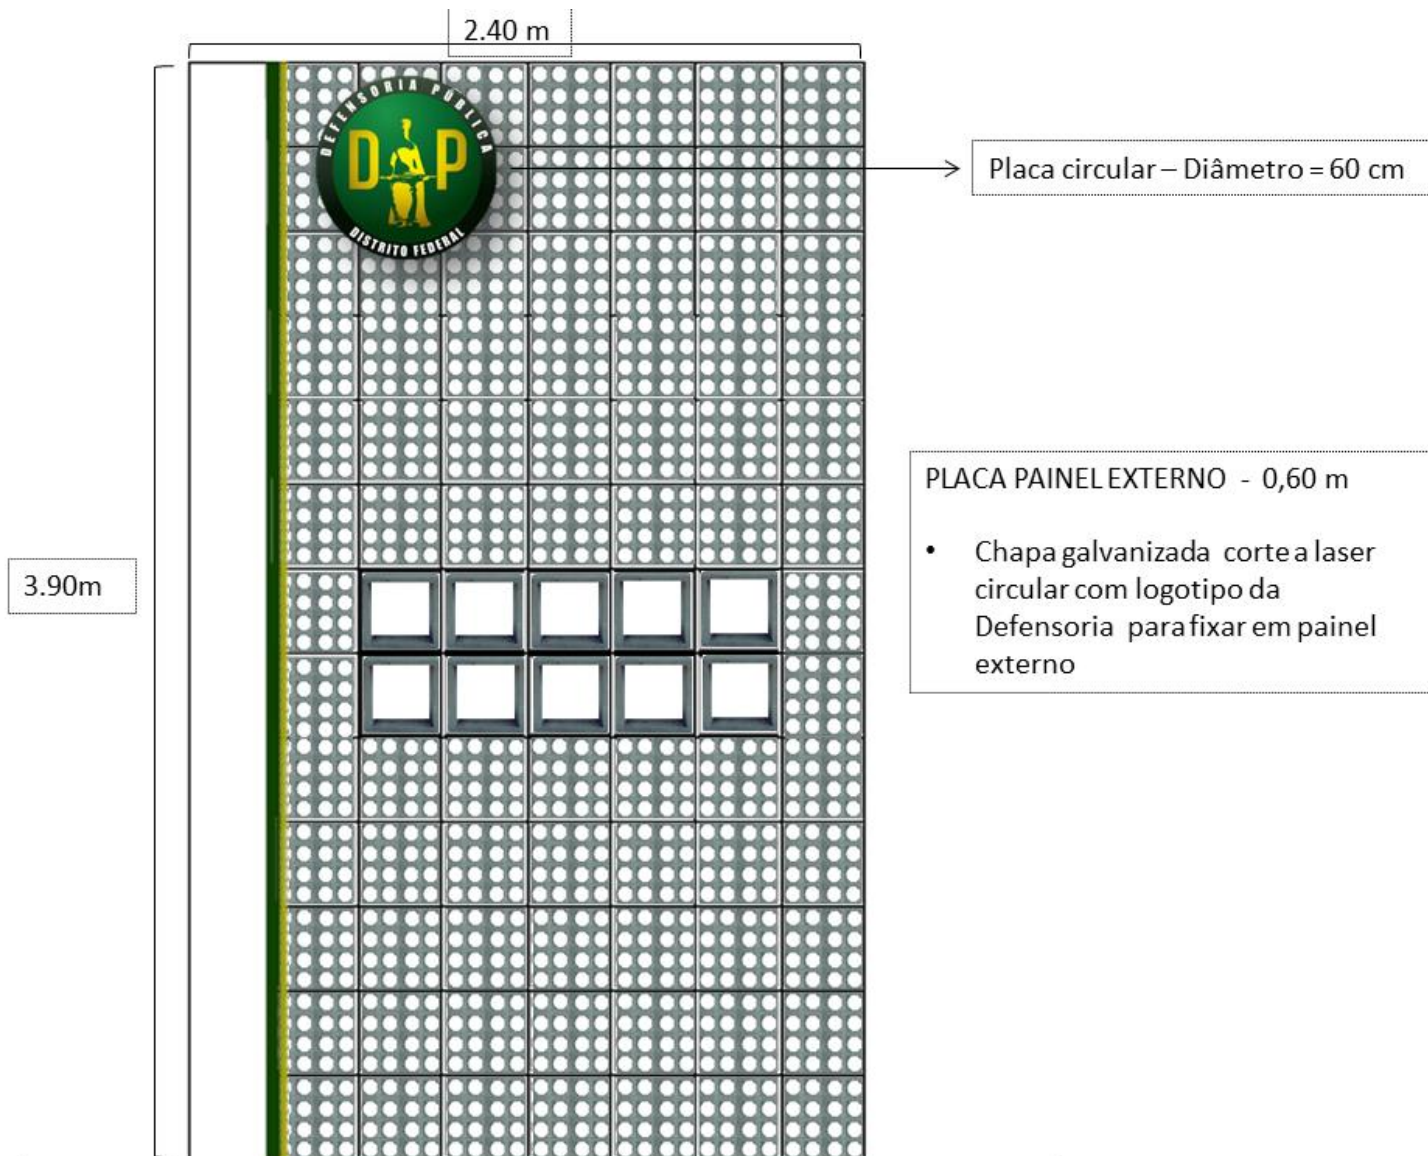 2.40 m
DEFENSORIA PÚBLICA
D P
DISTRITO FEDERAL
Placa circular – Diâmetro = 60 cm
PLACA PAINEL EXTERNO - 0,60 m
• Chapa galvanizada corte a laser
circular com logotipo da
Defensoria para fixar em painel
externo
3.90m